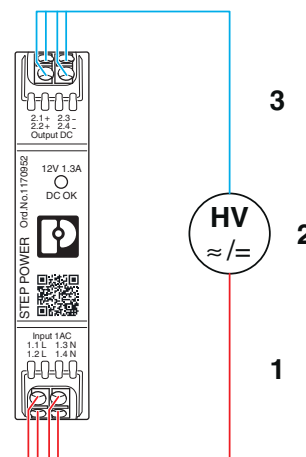 2.1+ 2.3-
2.2+ 2.4-
Output DC
12V 1.3A
DC OK
STEP POWER Ord.No.1170952
Input 1AC
1.1 L 1.3 N
1.2 L 1.4 N
3
HV
≈/=
2
1